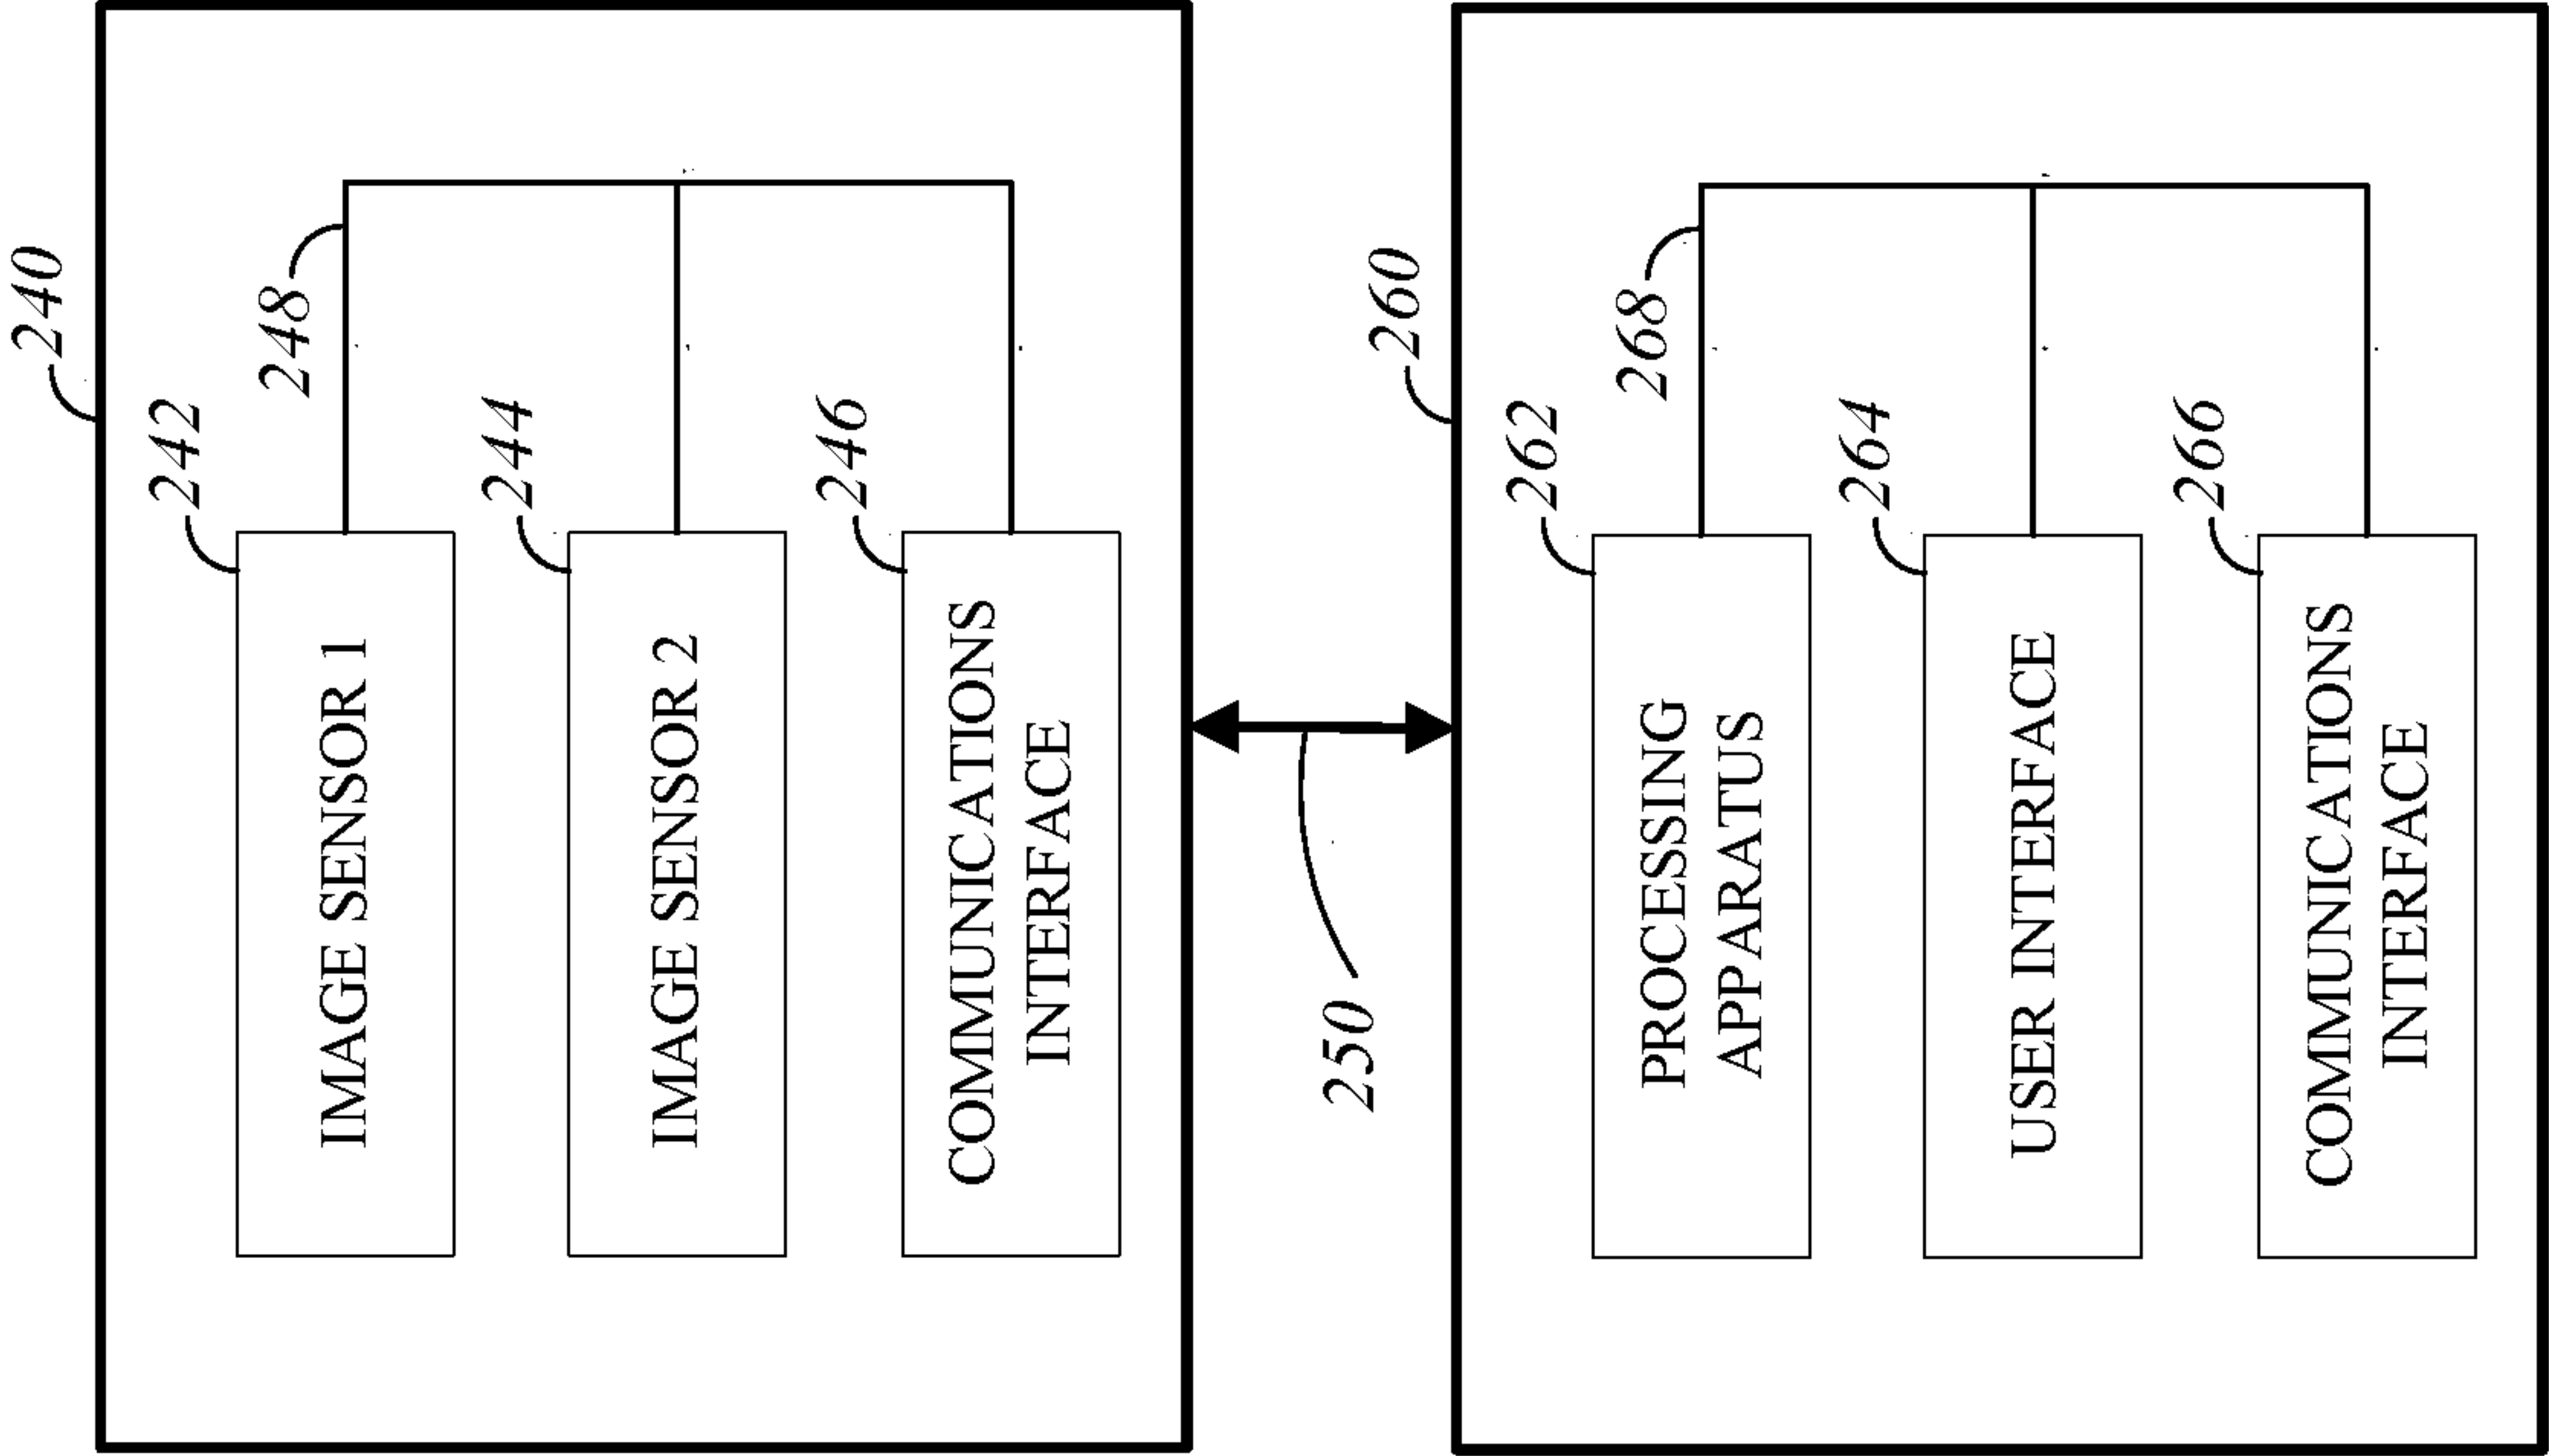 240
242
IMAGE SENSOR 1
248
244
IMAGE SENSOR 2
246
COMMUNICATIONS
INTERFACE
250
260
262
PROCESSING
APPARATUS
268
264
USER INTERFACE
266
COMMUNICATIONS
INTERFACE